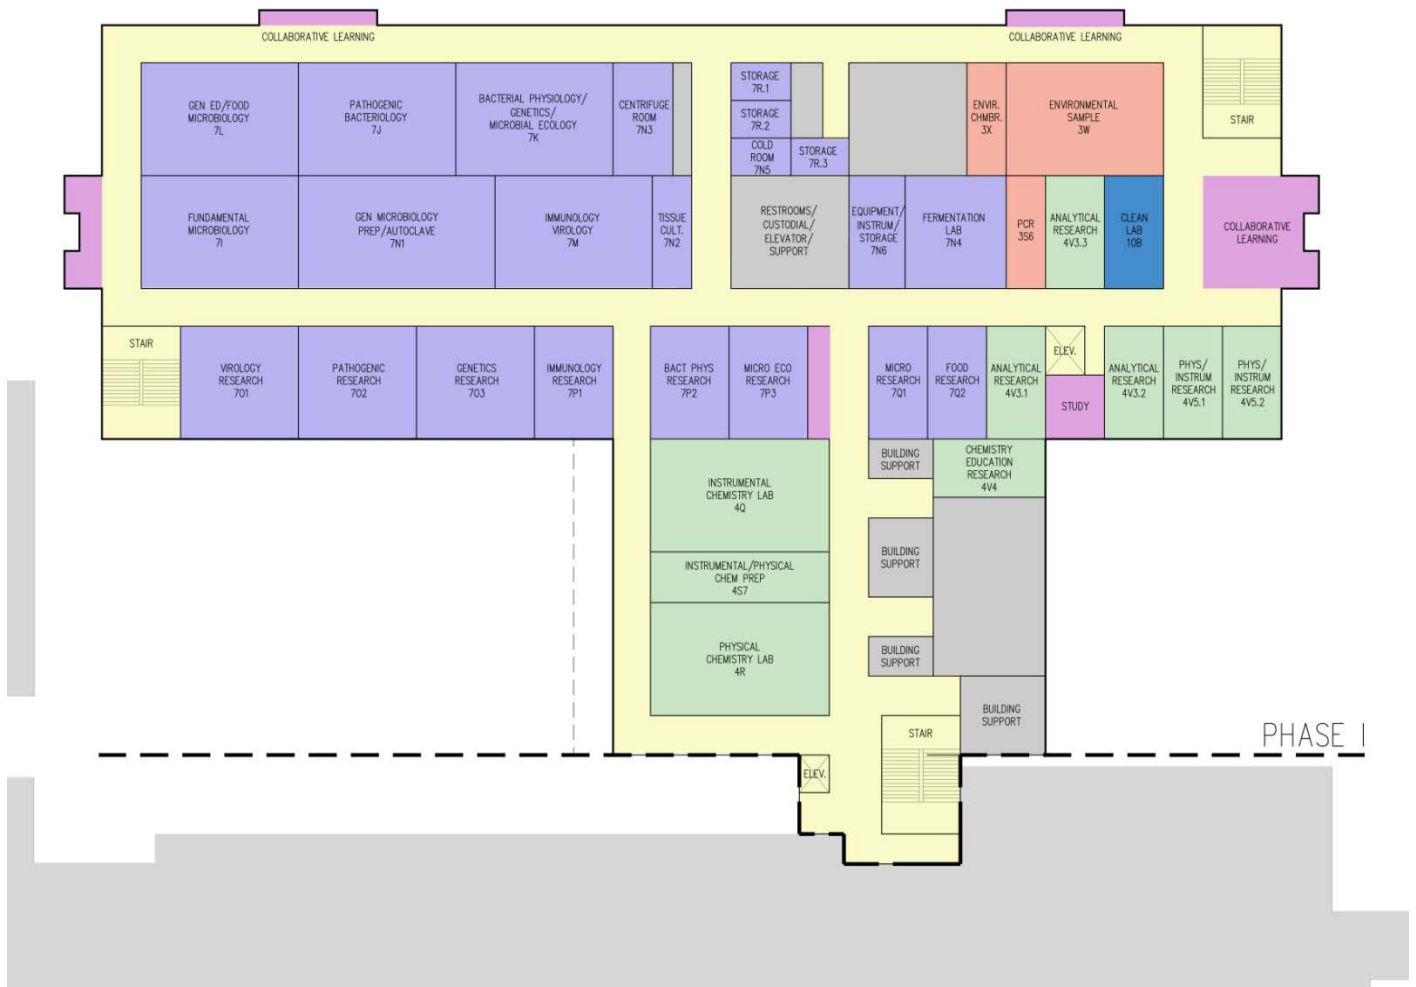 COLLABORATIVE LEARNING
COLLABORATIVE LEARNING
GEN ED/FOOD
MICROBIOLOGY
7L
PATHOGENIC
BACTERIOLOGY
7J
BACTERIAL PHYSIOLOGY/
GENETICS/
MICROBIAL ECOLOGY
7K
CENTRIFUGE
ROOM
7N3
STORAGE
7R.1
STORAGE
7R.2
COLD
ROOM
7N5
STORAGE
7R.3
ENVIR.
CHMBR.
3X
ENVIRONMENTAL
SAMPLE
3W
STAIR
FUNDAMENTAL
MICROBIOLOGY
7I
GEN MICROBIOLOGY
PREP/AUTOCLAVE
7N1
IMMUNOLOGY
VIROLOGY
7M
TISSUE
CULT.
7N2
RESTROOMS/
CUSTODIAL/
ELEVATOR/
SUPPORT
EQUIPMENT/
INSTRUM/
STORAGE
7N6
FERMENTATION
LAB
7N4
PCR
3S6
ANALYTICAL
RESEARCH
4V3.3
CLEAN
LAB
10B
COLLABORATIVE
LEARNING
STAIR
VIROLOGY
RESEARCH
7O1
PATHOGENIC
RESEARCH
7O2
GENETICS
RESEARCH
7O3
IMMUNOLOGY
RESEARCH
7P1
BACT PHYS
RESEARCH
7P2
MICRO ECO
RESEARCH
7P3
MICRO
RESEARCH
7Q1
FOOD
RESEARCH
7Q2
ANALYTICAL
RESEARCH
4V3.1
ELEV.
STUDY
ANALYTICAL
RESEARCH
4V3.2
PHYS/
INSTRUM
RESEARCH
4V5.1
PHYS/
INSTRUM
RESEARCH
4V5.2
INSTRUMENTAL
CHEMISTRY LAB
4Q
BUILDING
SUPPORT
CHEMISTRY
EDUCATION
RESEARCH
4V4
BUILDING
SUPPORT
INSTRUMENTAL/PHYSICAL
CHEM PREP
4S7
PHYSICAL
CHEMISTRY LAB
4R
BUILDING
SUPPORT
BUILDING
SUPPORT
STAIR
PHASE I
ELEV.